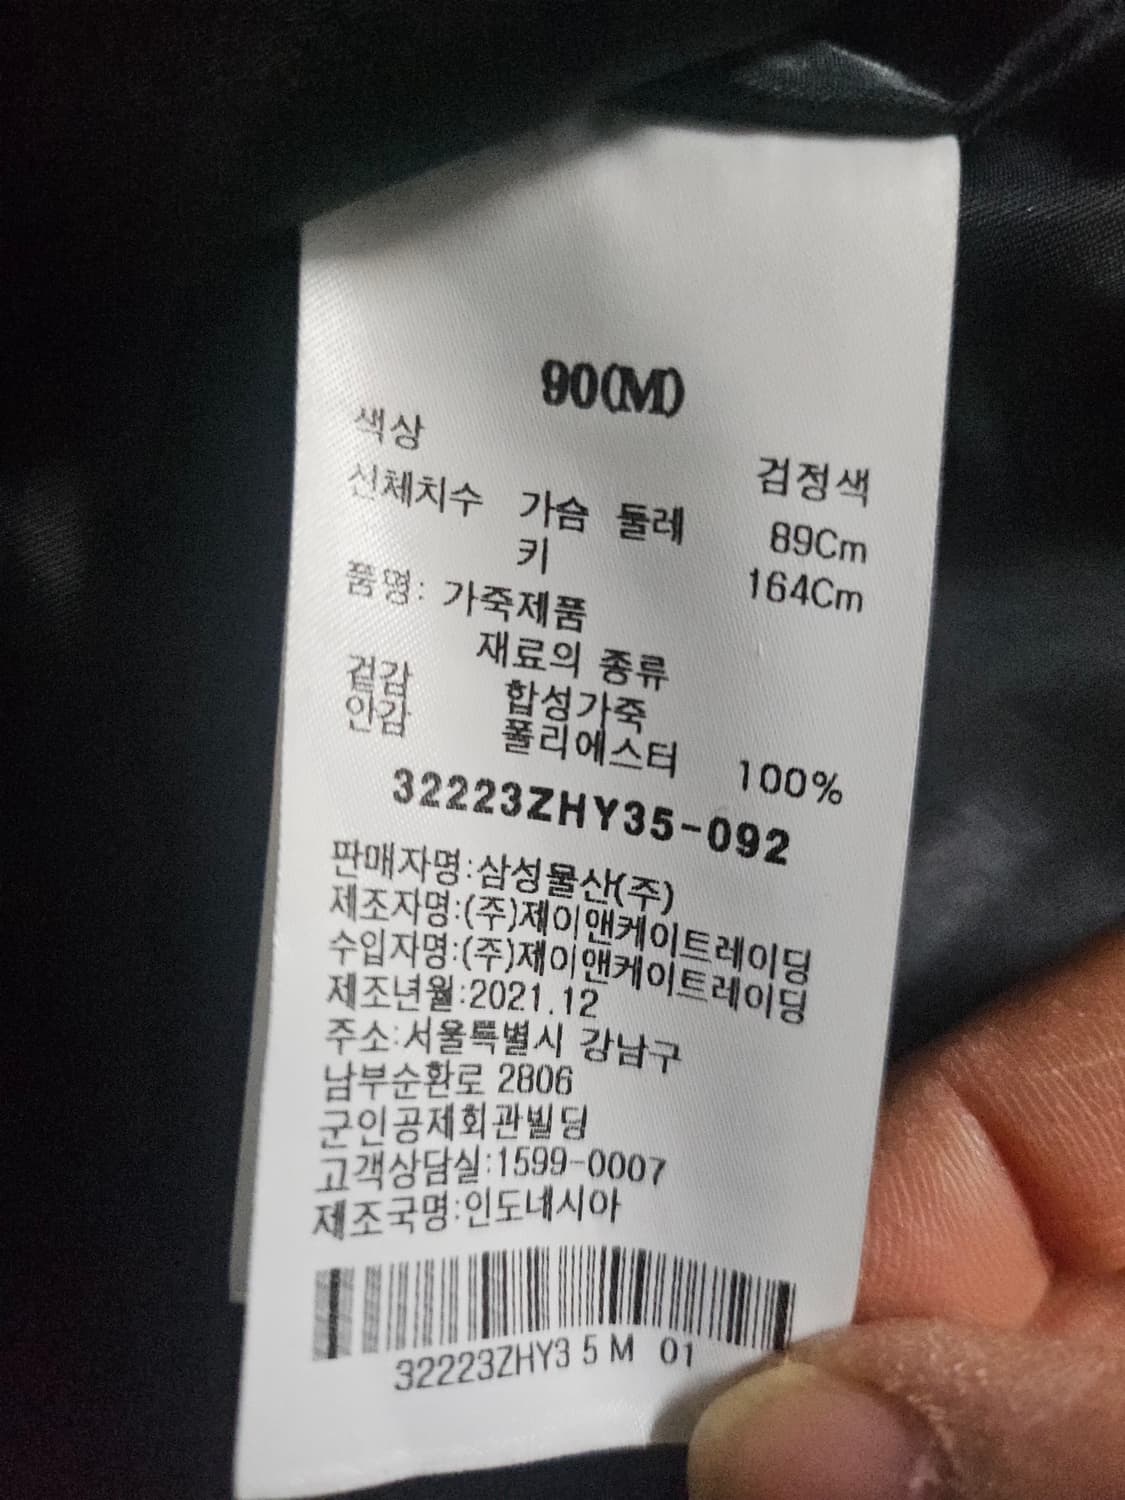 90(M)
색상 검정색
신체치수 가슴 둘레 89Cm
키 164Cm
품명: 가죽제품
재료의 종류
겉감 합성가죽
안감 폴리에스터 100%
32223ZHY35-092
판매자명:삼성물산(주)
제조자명:(주)제이앤케이트레이딩
수입자명:(주)제이앤케이트레이딩
제조년월:2021.12
주소:서울특별시 강남구
남부순환로 2806
군인공제회관빌딩
고객상담실:1599-0007
제조국명:인도네시아
32223ZHY3 5 M 01